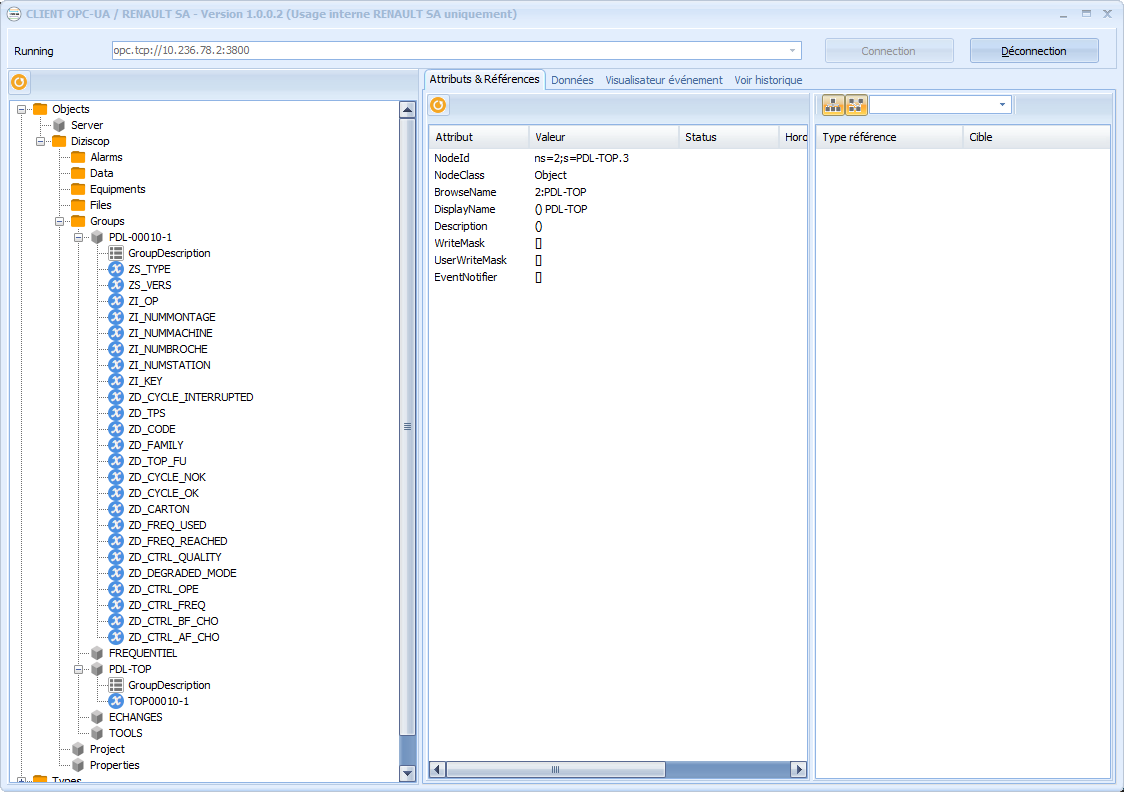 CLIENT OPC-UA / RENAULT SA - Version 1.0.0.2 (Usage interne RENAULT SA uniquement)
Running
opc.tcp://10.236.78.2:3800
Connection
Déconnection
Objects
Server
Diziscop
Alarms
Data
Equipments
Files
Groups
PDL-00010-1
GroupDescription
ZS_TYPE
ZS_VERS
ZI_OP
ZI_NUMMONTAGE
ZI_NUMMACHINE
ZI_NUMBROCHE
ZI_NUMSTATION
ZI_KEY
ZD_CYCLE_INTERRUPTED
ZD_TPS
ZD_CODE
ZD_FAMILY
ZD_TOP_FU
ZD_CYCLE_NOK
ZD_CYCLE_OK
ZD_CARTON
ZD_FREQ_USED
ZD_FREQ_REACHED
ZD_CTRL_QUALITY
ZD_DEGRADED_MODE
ZD_CTRL_OPE
ZD_CTRL_FREQ
ZD_CTRL_BF_CHO
ZD_CTRL_AF_CHO
FREQUENTIEL
PDL-TOP
GroupDescription
TOP00010-1
ECHANGES
TOOLS
Project
Properties
Types
Attributs & Références Données Visualisateur événement Voir historique
Attribut Valeur Status Horo
NodeId ns=2;s=PDL-TOP.3
NodeClass Object
BrowseName 2:PDL-TOP
DisplayName () PDL-TOP
Description ()
WriteMask []
UserWriteMask []
EventNotifier []
Type référence Cible